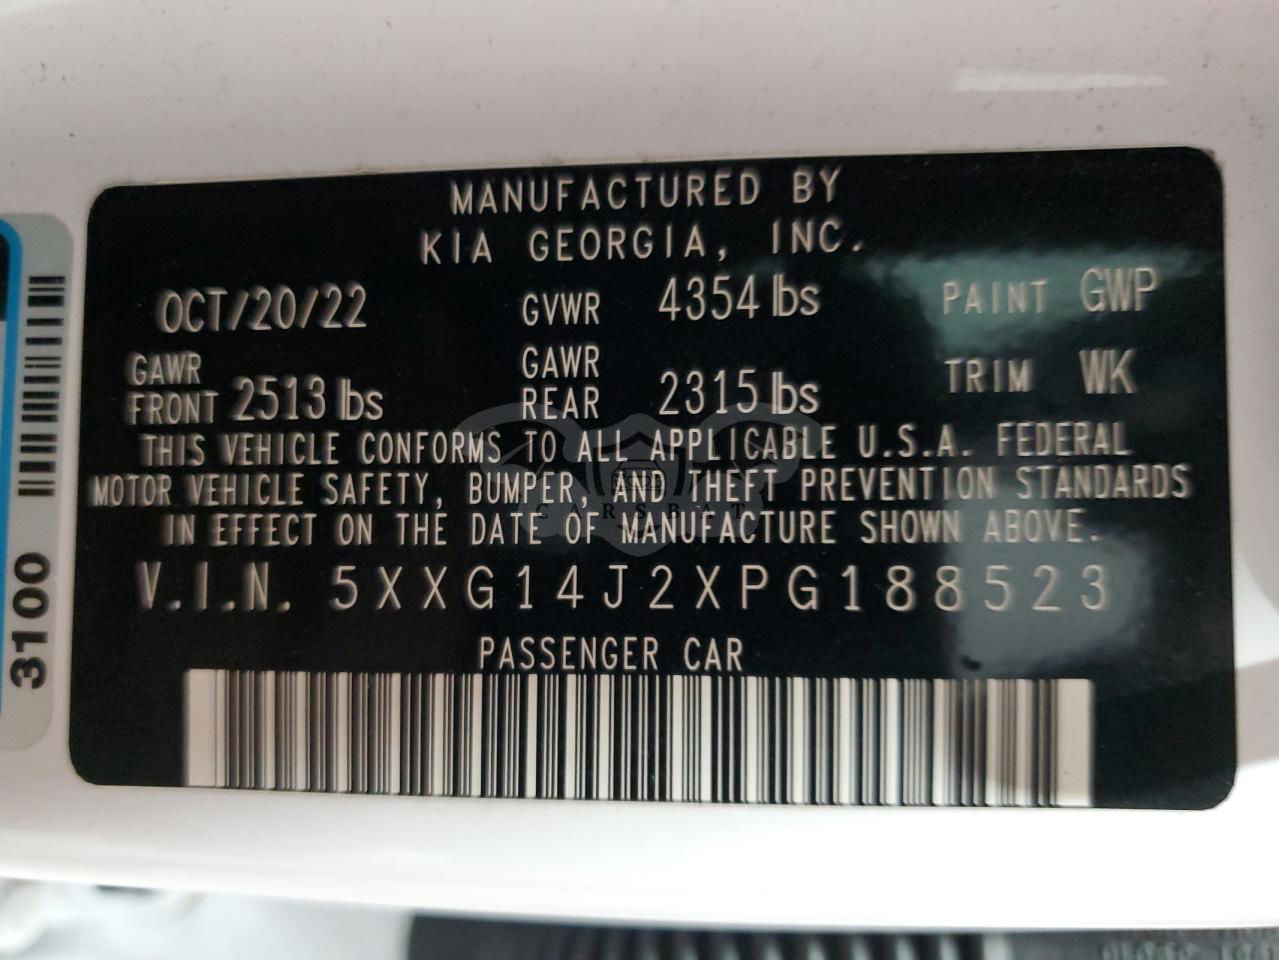 MANUFACTURED BY
KIA GEORGIA, INC.
OCT/20/22 GVWR 4354 lbs PAINT GWP
GAWR FRONT 2513 lbs GAWR REAR 2315 lbs TRIM WK
THIS VEHICLE CONFORMS TO ALL APPLICABLE U.S.A. FEDERAL
MOTOR VEHICLE SAFETY, BUMPER, AND THEFT PREVENTION STANDARDS
IN EFFECT ON THE DATE OF MANUFACTURE SHOWN ABOVE.
V.I.N. 5XXG14J2XPG188523
PASSENGER CAR
3100
CARSBAT